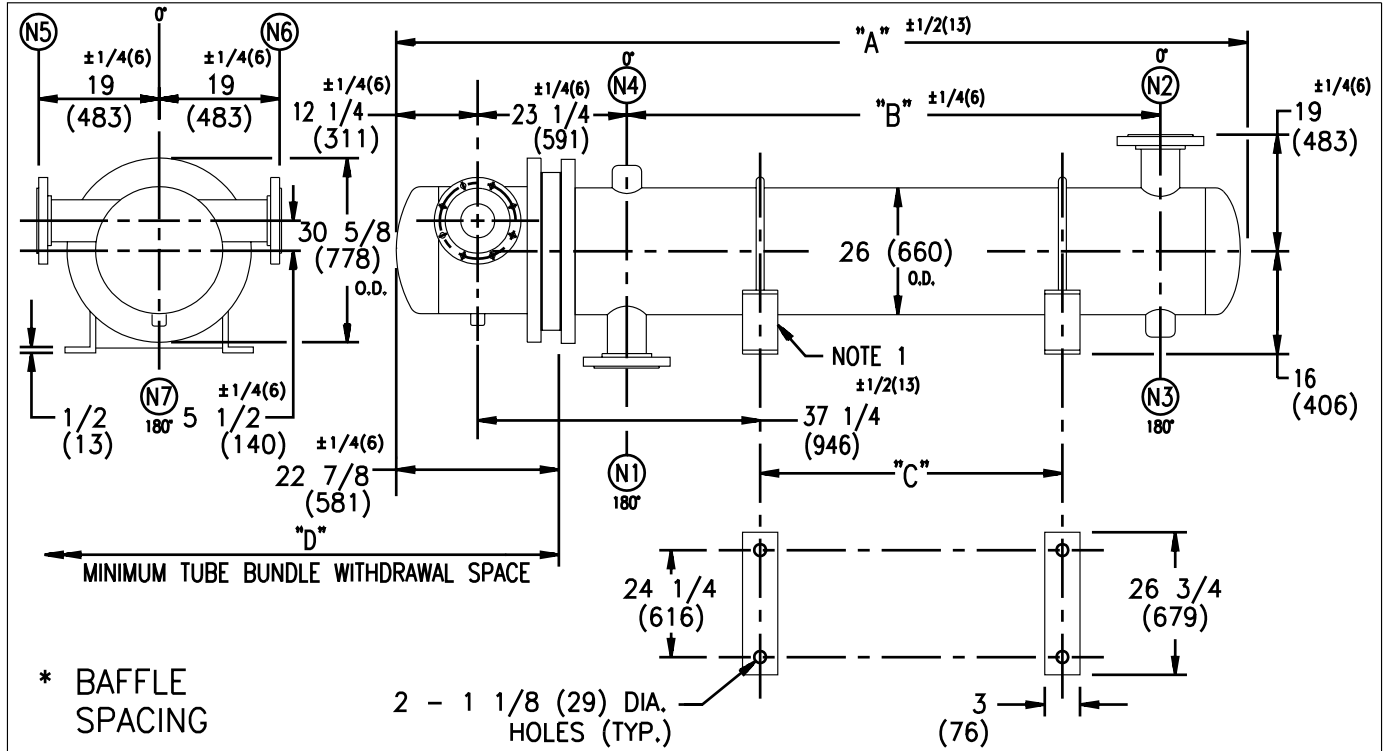 N5
0°
N6
±1/4(6)
±1/4(6)
19
(483)
19
(483)
"A" ±1/2(13)
±1/4(6)
12 1/4
(311)
±1/4(6)
23 1/4
(591)
0°
N4
"B" ±1/4(6)
0°
N2
±1/4(6)
19
(483)
30 5/8
(778)
O.D.
26 (660)
O.D.
NOTE 1
16
(406)
1/2
(13)
N7
180°
±1/4(6)
5 1/2
(140)
±1/2(13)
37 1/4
(946)
N3
180°
±1/4(6)
22 7/8
(581)
N1
180°
"C"
"D"
MINIMUM TUBE BUNDLE WITHDRAWAL SPACE
24 1/4
(616)
26 3/4
(679)
* BAFFLE
SPACING
2 - 1 1/8 (29) DIA.
HOLES (TYP.)
3
(76)